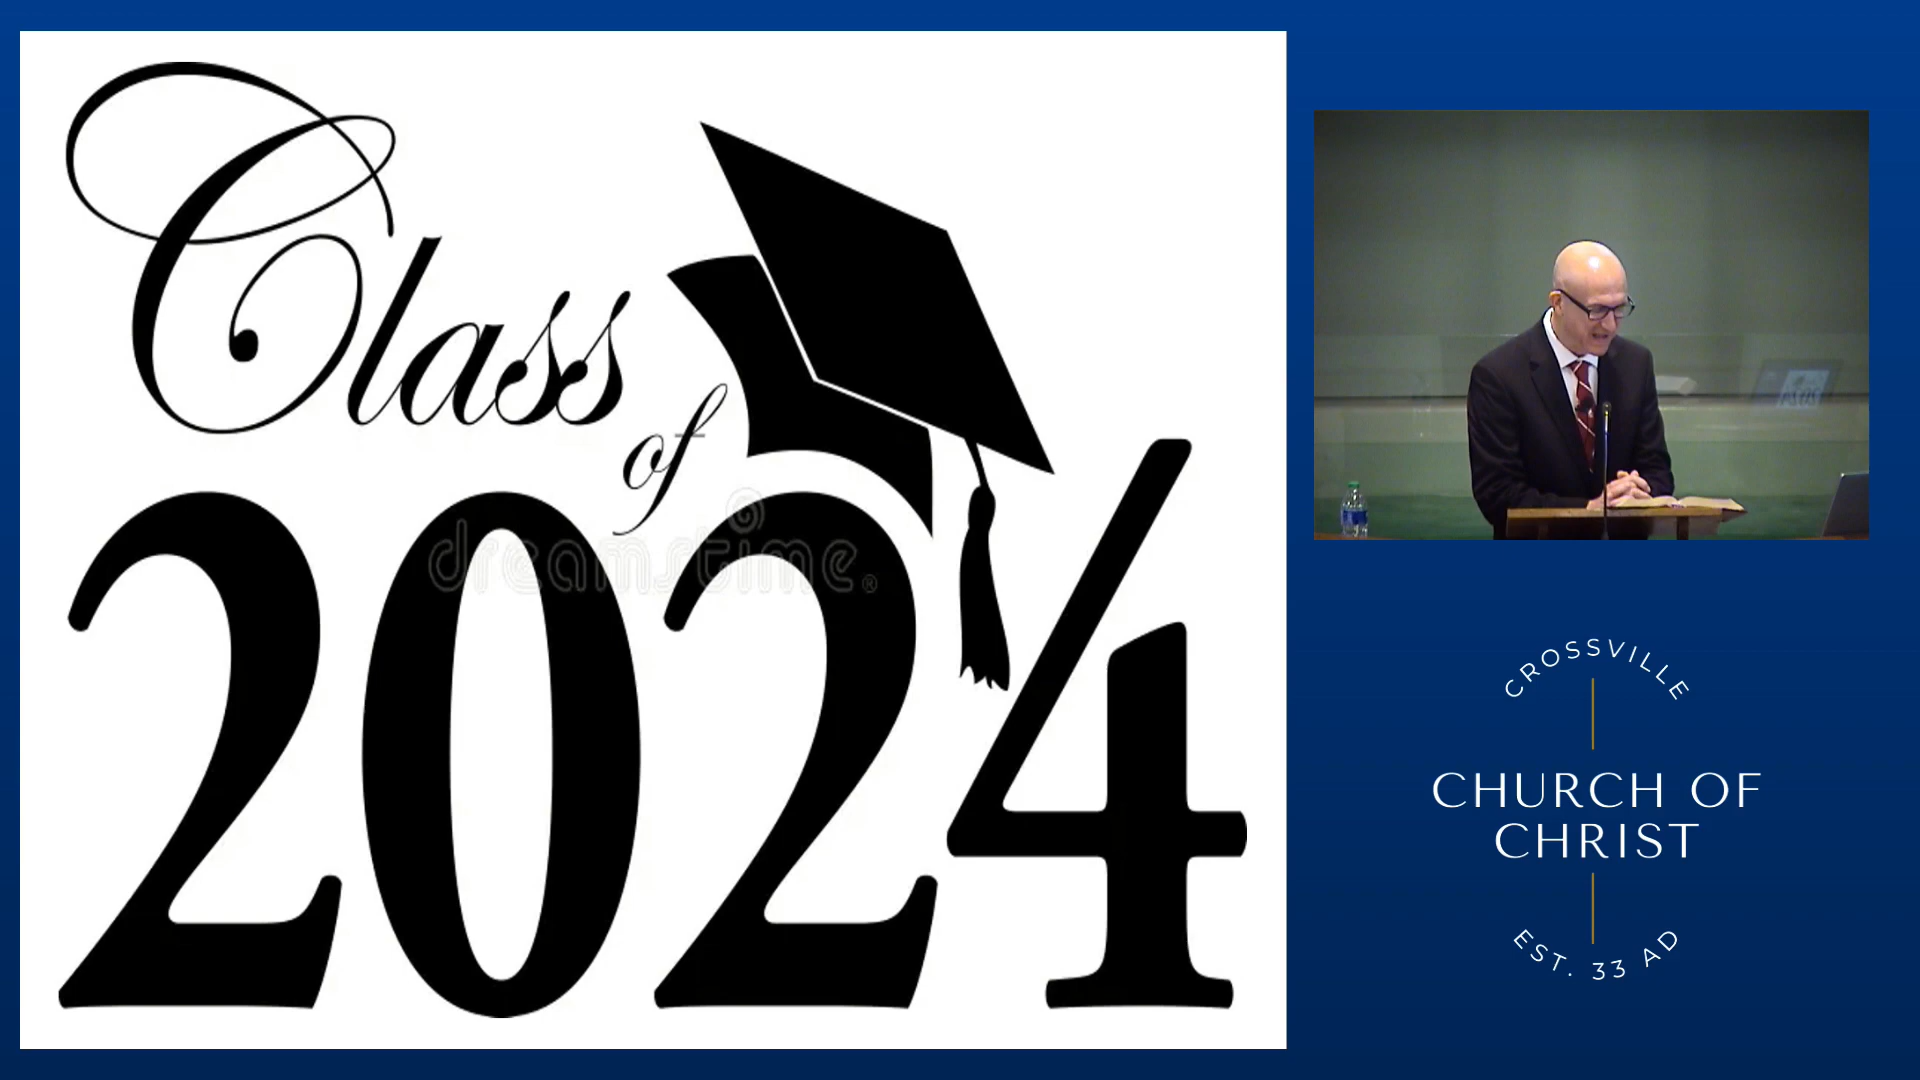 Class
of
2024
dreamstime®
CROSSVILLE
CHURCH OF
CHRIST
EST. 33 AD